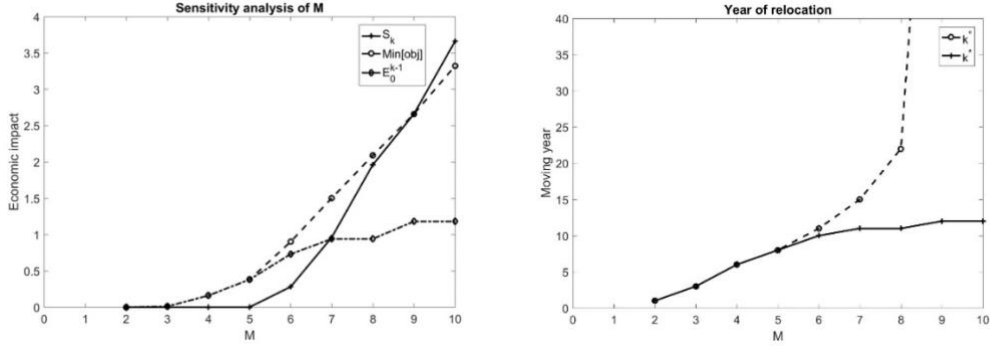 Sensitivity analysis of M
4
3.5
3
2.5
2
1.5
1
0.5
0
Economic impact
0 1 2 3 4 5 6 7 8 9 10
M
S_k
Min[obj]
E_0^{k-1}
Year of relocation
40
35
30
25
20
15
10
5
0
Moving year
0 1 2 3 4 5 6 7 8 9 10
M
k^*
k^*